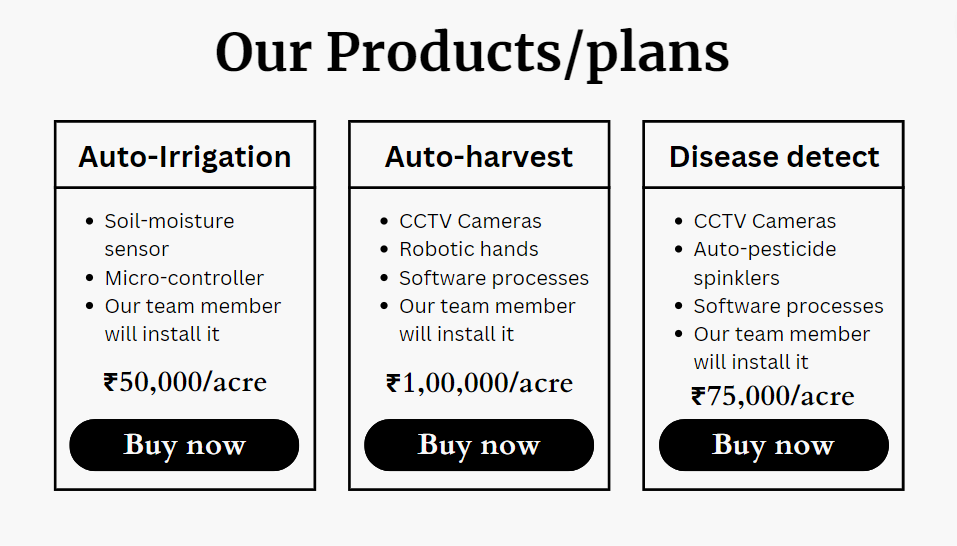 Our Products/plans
Auto-Irrigation
• Soil-moisture
sensor
• Micro-controller
• Our team member
will install it
₹50,000/acre
Buy now
Auto-harvest
• CCTV Cameras
• Robotic hands
• Software processes
• Our team member
will install it
₹1,00,000/acre
Buy now
Disease detect
• CCTV Cameras
• Auto-pesticide
spinklers
• Software processes
• Our team member
will install it
₹75,000/acre
Buy now